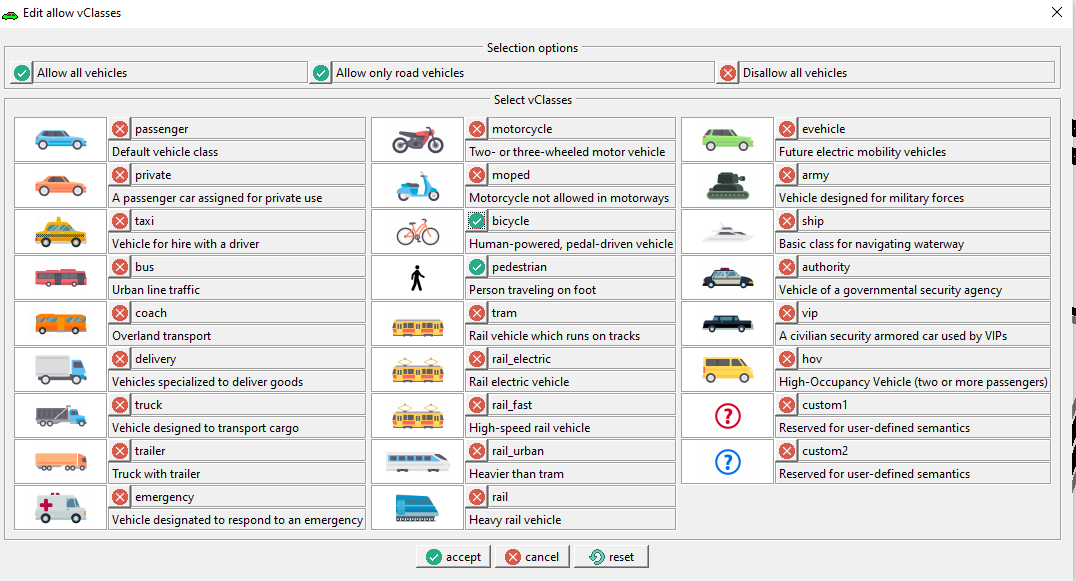 Edit allow vClasses
Selection options
Allow all vehicles
Allow only road vehicles
Disallow all vehicles
Select vClasses
passenger
Default vehicle class
private
A passenger car assigned for private use
taxi
Vehicle for hire with a driver
bus
Urban line traffic
coach
Overland transport
delivery
Vehicles specialized to deliver goods
truck
Vehicle designed to transport cargo
trailer
Truck with trailer
emergency
Vehicle designated to respond to an emergency
motorcycle
Two- or three-wheeled motor vehicle
moped
Motorcycle not allowed in motorways
bicycle
Human-powered, pedal-driven vehicle
pedestrian
Person traveling on foot
tram
Rail vehicle which runs on tracks
rail_electric
Rail electric vehicle
rail_fast
High-speed rail vehicle
rail_urban
Heavier than tram
rail
Heavy rail vehicle
evehicle
Future electric mobility vehicles
army
Vehicle designed for military forces
ship
Basic class for navigating waterway
authority
Vehicle of a governmental security agency
vip
A civilian security armored car used by VIPs
hov
High-Occupancy Vehicle (two or more passengers)
custom1
Reserved for user-defined semantics
custom2
Reserved for user-defined semantics
accept
cancel
reset